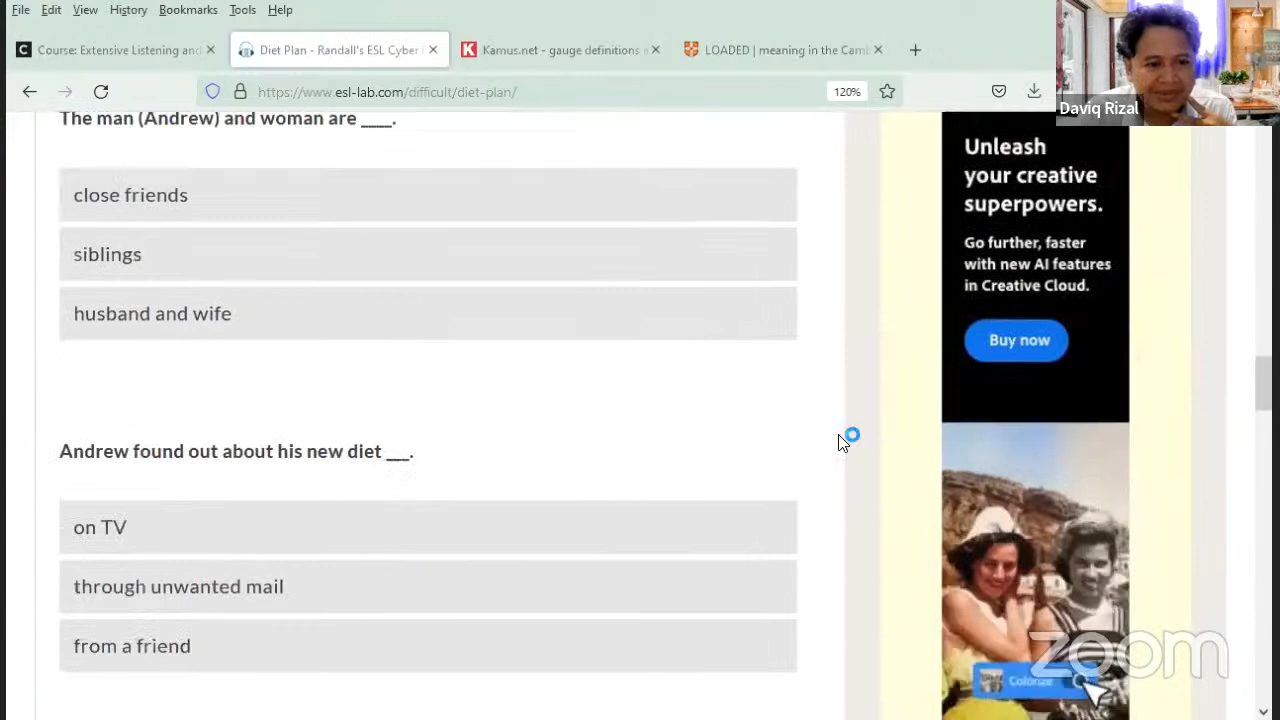 File Edit View History Bookmarks Tools Help
Course: Extensive Listening and
Diet Plan - Randall's ESL Cyber
Kamus.net - gauge definitions
LOADED | meaning in the Cam
https://www.esl-lab.com/difficult/diet-plan/
120%
Daviq Rizal
The man (Andrew) and woman are ____.
close friends
siblings
husband and wife
Andrew found out about his new diet ___.
on TV
through unwanted mail
from a friend
Unleash
your creative
superpowers.
Go further, faster
with new AI features
in Creative Cloud.
Buy now
Colorize
zoom